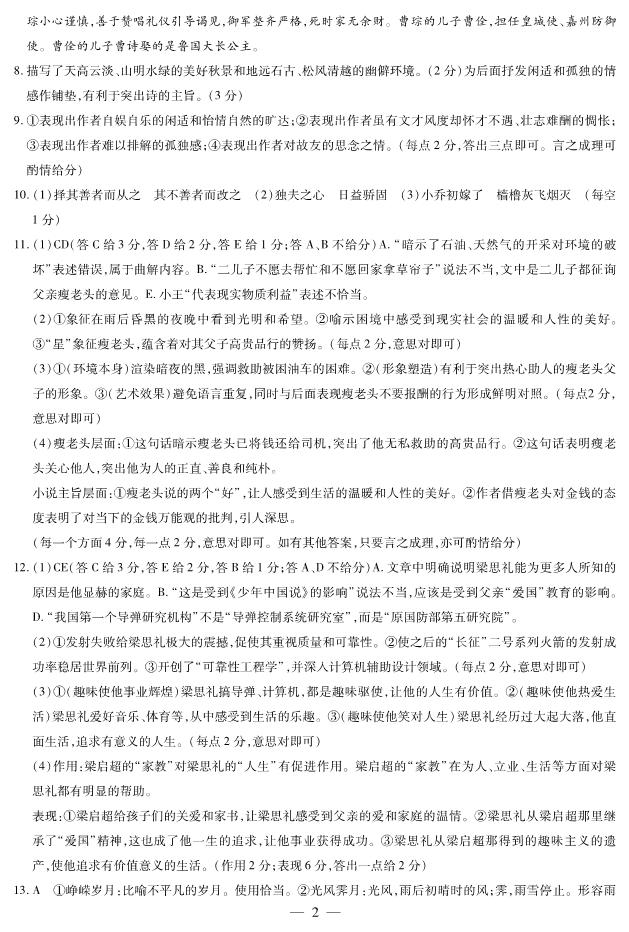 琮小心谨慎,善于赞唱礼仪引导谒见,御军整齐严格,死时家无余财。曹琮的儿子曹佺,担任皇城使、嘉州防御
使。曹佺的儿子曹诗娶的是鲁国大长公主。
8. 描写了天高云淡、山明水绿的美好秋景和地远石古、松风清越的幽僻环境。(2 分)为后面抒发闲适和孤独的情
感作铺垫,有利于突出诗的主旨。(3 分)
9. ①表现出作者自娱自乐的闲适和怡情自然的旷达;②表现出作者虽有文才风度却怀才不遇、壮志难酬的惆怅;
③表现出作者难以排解的孤独感;④表现出作者对故友的思念之情。(每点 2 分,答出三点即可。言之成理可
酌情给分)
10. (1)择其善者而从之　其不善者而改之　(2)独夫之心　日益骄固　(3)小乔初嫁了　樯橹灰飞烟灭　(每空
1 分)
11. (1)CD(答 C 给 3 分,答 D 给 2 分,答 E 给 1 分;答 A、B 不给分) A. “暗示了石油、天然气的开采对环境的破
坏”表述错误,属于曲解内容。B. “二儿子不愿去帮忙和不愿回家拿草帘子”说法不当,文中是二儿子都征询
父亲瘦老头的意见。E. 小王“代表现实物质利益”表述不恰当。
(2)①象征在雨后昏黑的夜晚中看到光明和希望。②喻示困境中感受到现实社会的温暖和人性的美好。
③“星”象征瘦老头,蕴含着对其父子高贵品行的赞扬。(每点 2 分,意思对即可)
(3)①(环境本身)渲染暗夜的黑,强调救助被困油车的困难。②(形象塑造)有利于突出热心助人的瘦老头父
子的形象。③(艺术效果)避免语言重复,同时与后面表现瘦老头不要报酬的行为形成鲜明对照。(每点2 分,
意思对即可)
(4)瘦老头层面:①这句话暗示瘦老头已将钱还给司机,突出了他无私救助的高贵品行。②这句话表明瘦老
头关心他人,突出他为人的正直、善良和纯朴。
小说主旨层面:①瘦老头说的两个“好”,让人感受到生活的温暖和人性的美好。②作者借瘦老头对金钱的态
度表明了对当下的金钱万能观的批判,引人深思。
(每一个方面 4 分,每一点 2 分,意思对即可。如有其他答案,只要言之成理,亦可酌情给分)
12. (1)CE(答 C 给 3 分,答 E 给 2 分,答 B 给 1 分;答 A、D 不给分) A. 文章中明确说明梁思礼能为更多人所知的
原因是他显赫的家庭。B. “这是受到《少年中国说》的影响”说法不当,应该是受到父亲“爱国”教育的影响。
D. “我国第一个导弹研究机构”不是“导弹控制系统研究室”,而是“原国防部第五研究院”。
(2)①发射失败给梁思礼极大的震撼,促使其重视质量和可靠性。②使之后的“长征”二号系列火箭的发射成
功率稳居世界前列。③开创了“可靠性工程学”,并深入计算机辅助设计领域。(每点 2 分,意思对即可)
(3)①(趣味使他事业辉煌)梁思礼搞导弹、计算机,都是趣味驱使,让他的人生有价值。②(趣味使他热爱生
活)梁思礼爱好音乐、体育等,从中感受到生活的乐趣。③(趣味使他笑对人生)梁思礼经历过大起大落,他直
面生活,追求有意义的人生。(每点 2 分,意思对即可)
(4)作用:梁启超的“家教”对梁思礼的“人生”有促进作用。梁启超的“家教”在为人、立业、生活等方面对梁
思礼都有明显的帮助。
表现:①梁启超给孩子们的关爱和家书,让梁思礼感受到父亲的爱和家庭的温情。②梁思礼从梁启超那里继
承了“爱国”精神,这也成了他一生的追求,让他事业获得成功。③梁思礼从梁启超那得到的趣味主义的遗
产,使他追求有价值意义的生活。(作用 2 分;表现 6 分,答出一点给 2 分)
13. A　①峥嵘岁月:比喻不平凡的岁月。使用恰当。②光风霁月:光风,雨后初晴时的风;霁,雨雪停止。形容雨
— 2 —